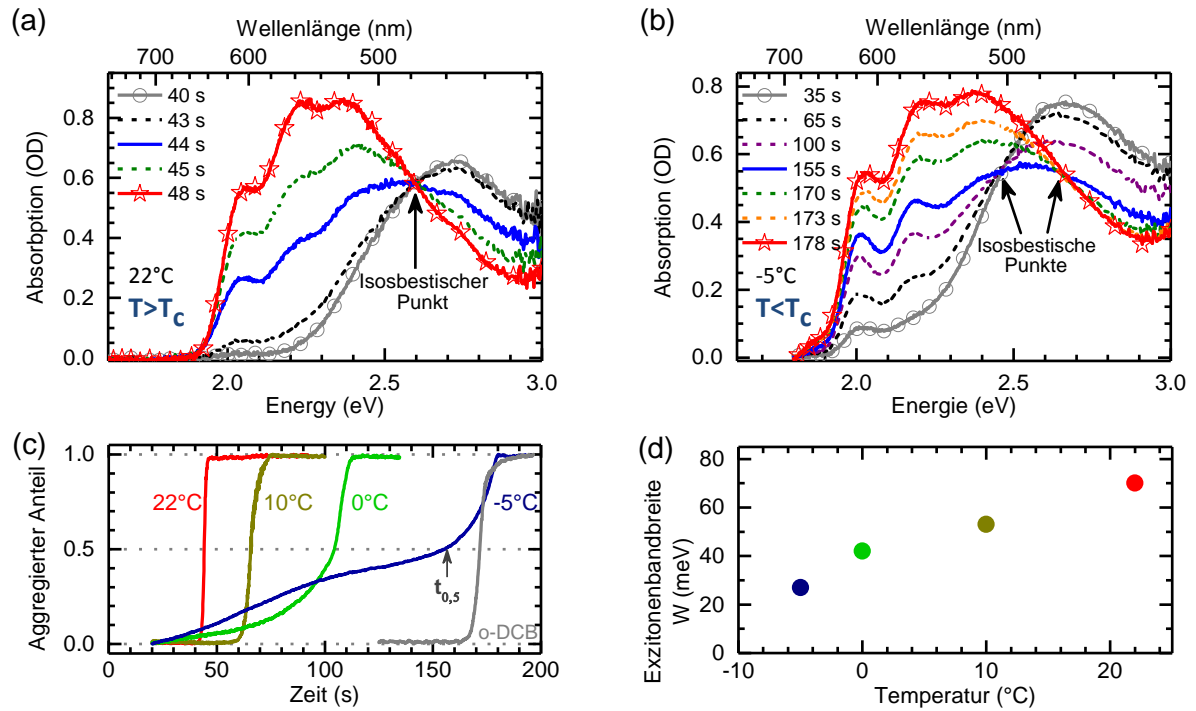 (a)
Wellenlänge (nm)
700 600 500
40 s
43 s
44 s
45 s
48 s
Absorbption (OD)
0.8
0.6
0.4
0.2
0.0
22°C
T>Tc
Isosbestischer
Punkt
2.0 2.5 3.0
Energy (eV)
(b)
Wellenlänge (nm)
700 600 500
35 s
65 s
100 s
155 s
170 s
173 s
178 s
Absorption (OD)
0.8
0.6
0.4
0.2
0.0
-5°C
T<Tc
Isosbestische
Punkte
2.0 2.5 3.0
Energie (eV)
(c)
Aggregierter Anteil
1.0
0.5
0.0
22°C
10°C
0°C
-5°C
t0,5
o-DCB
0 50 100 150 200
Zeit (s)
(d)
Exzitonenbandbreite
W (meV)
80
60
40
20
0
-10 0 10 20
Temperatur (°C)